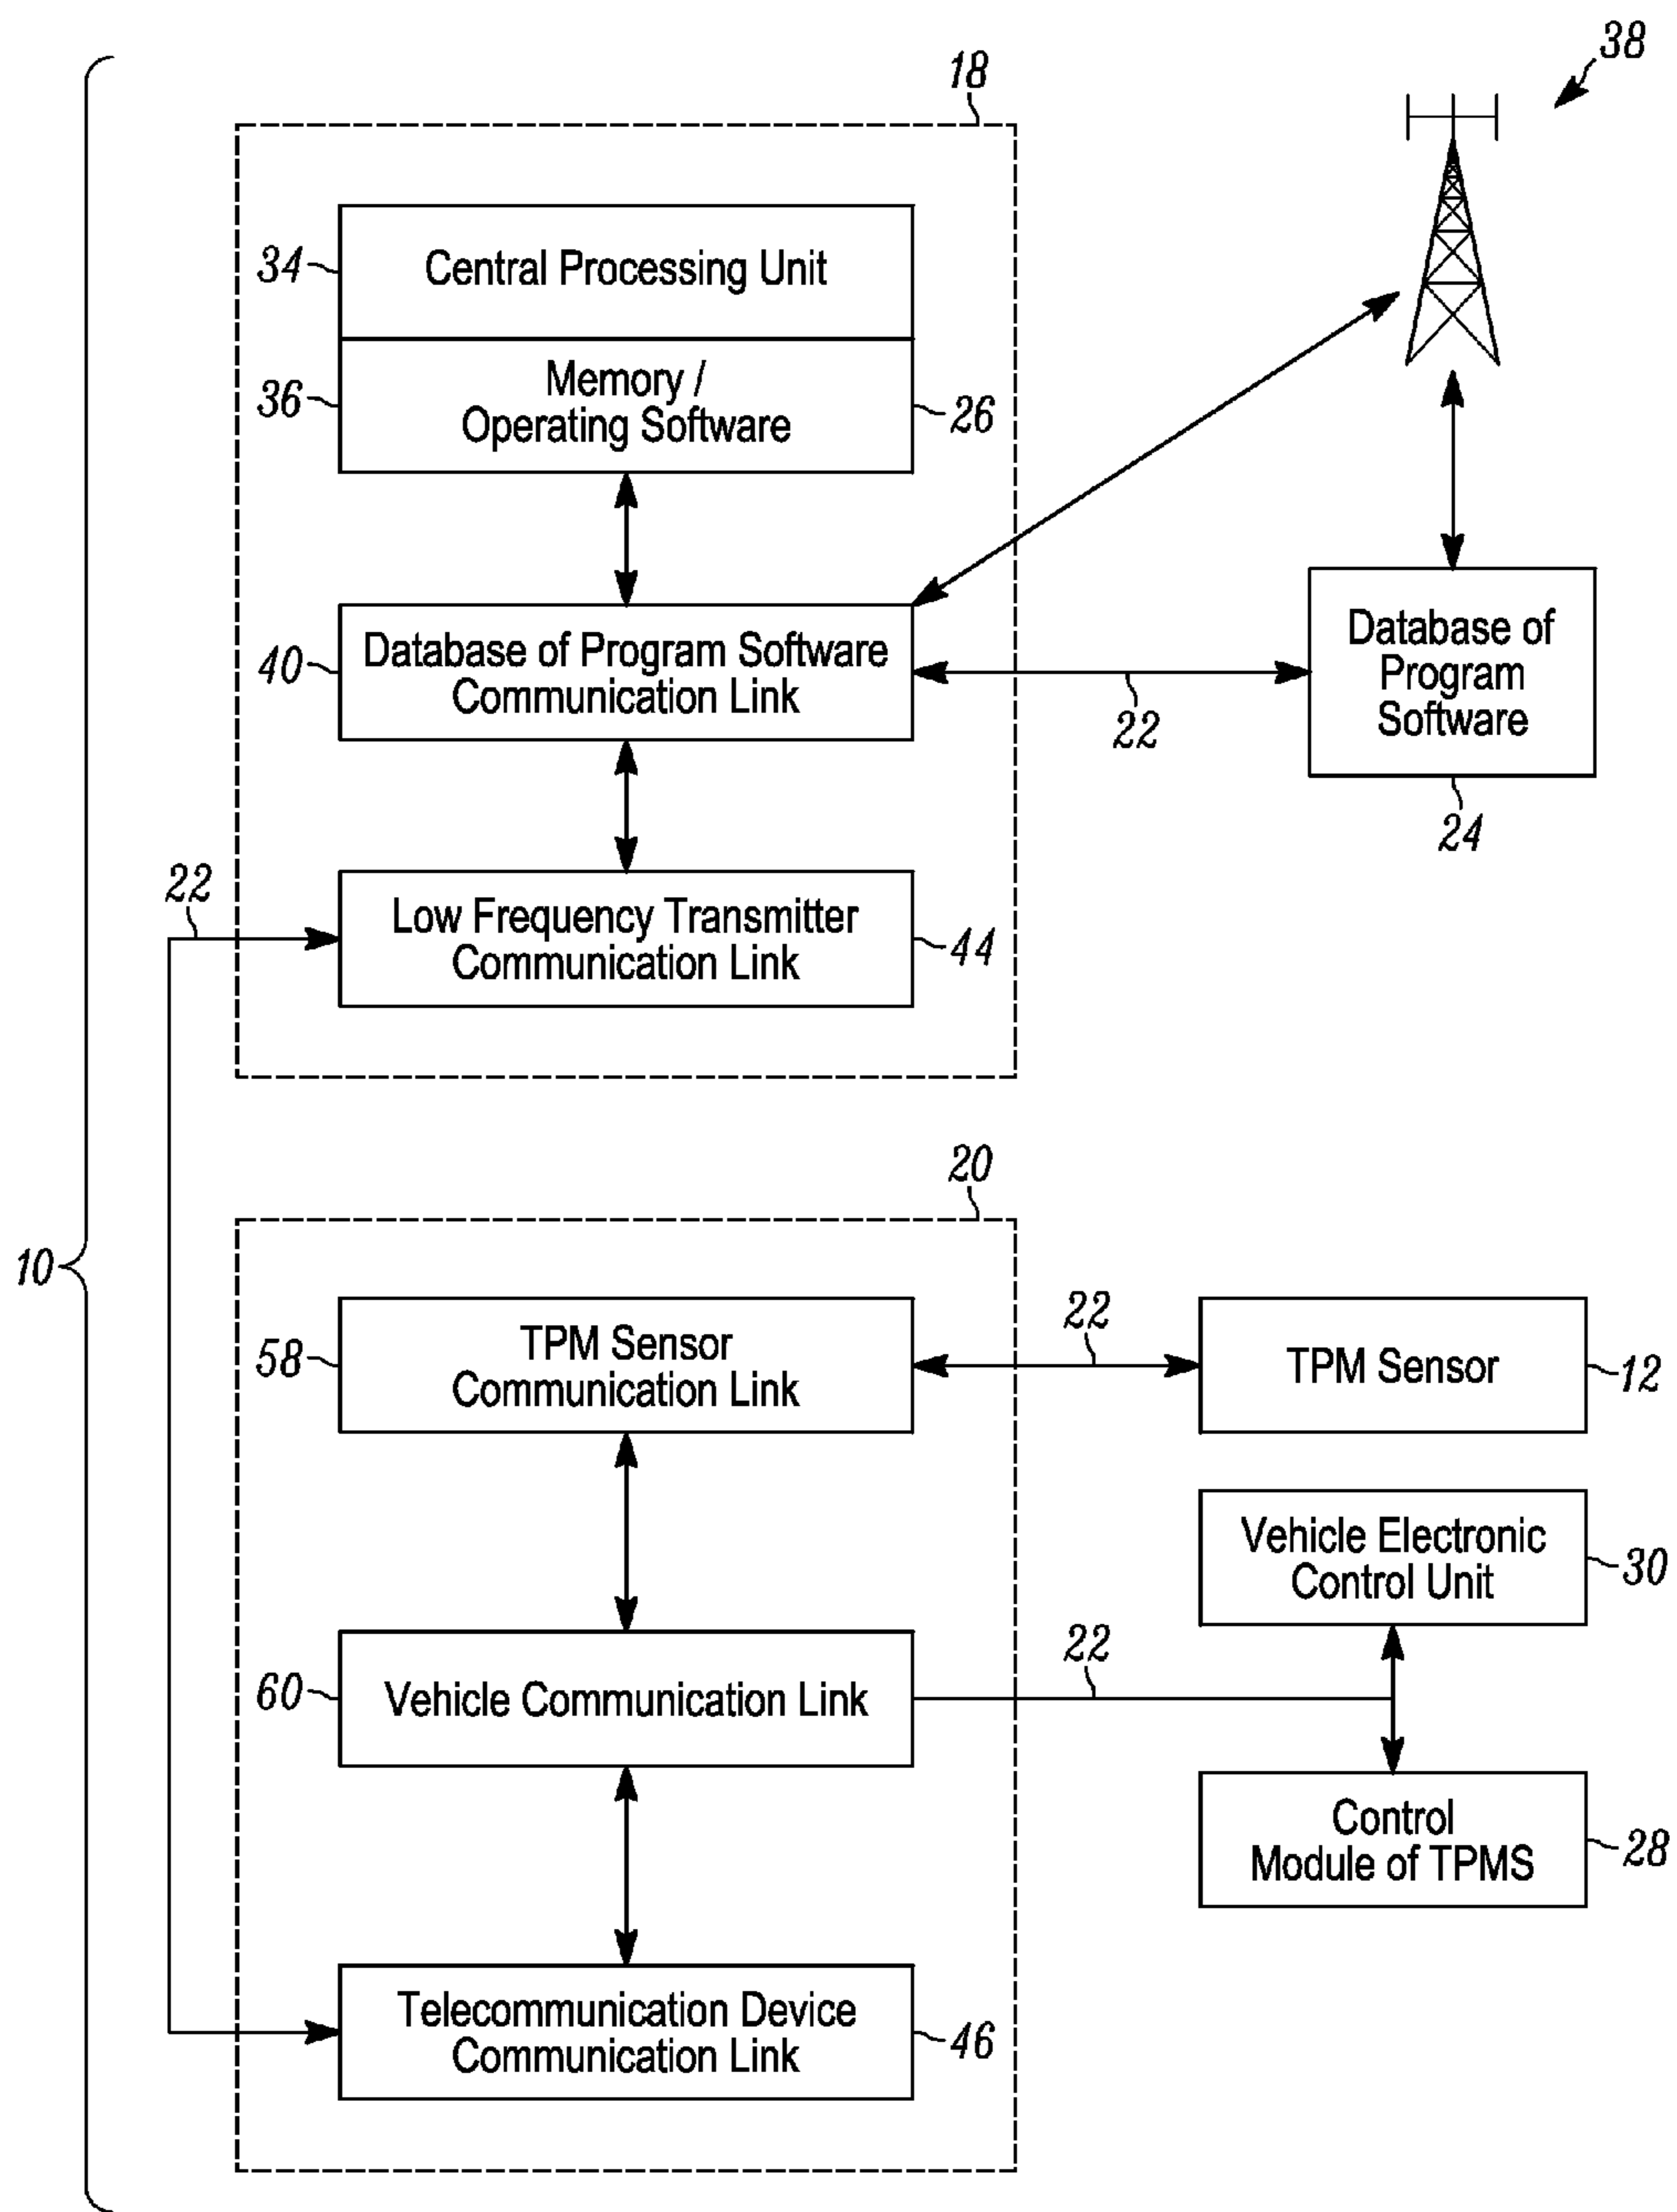 38
18
34
Central Processing Unit
36
Memory /
Operating Software
26
40
Database of Program Software
Communication Link
22
Database of
Program
Software
24
22
Low Frequency Transmitter
Communication Link
44
10
20
58
TPM Sensor
Communication Link
22
TPM Sensor
12
Vehicle Electronic
Control Unit
30
60
Vehicle Communication Link
22
Control
Module of TPMS
28
Telecommunication Device
Communication Link
46